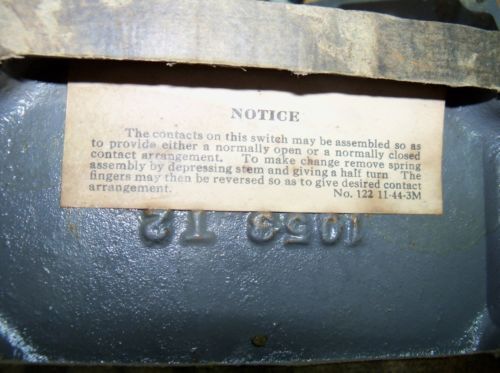 NOTICE
The contacts on this switch may be assembled so as
to provide either a normally open or a normally closed
contact arrangement. To make change remove spring
assembly by depressing stem and giving a half turn The
fingers may then be reversed so as to give desired contact
arrangement.
No. 122 11-44-3M
1053 T2